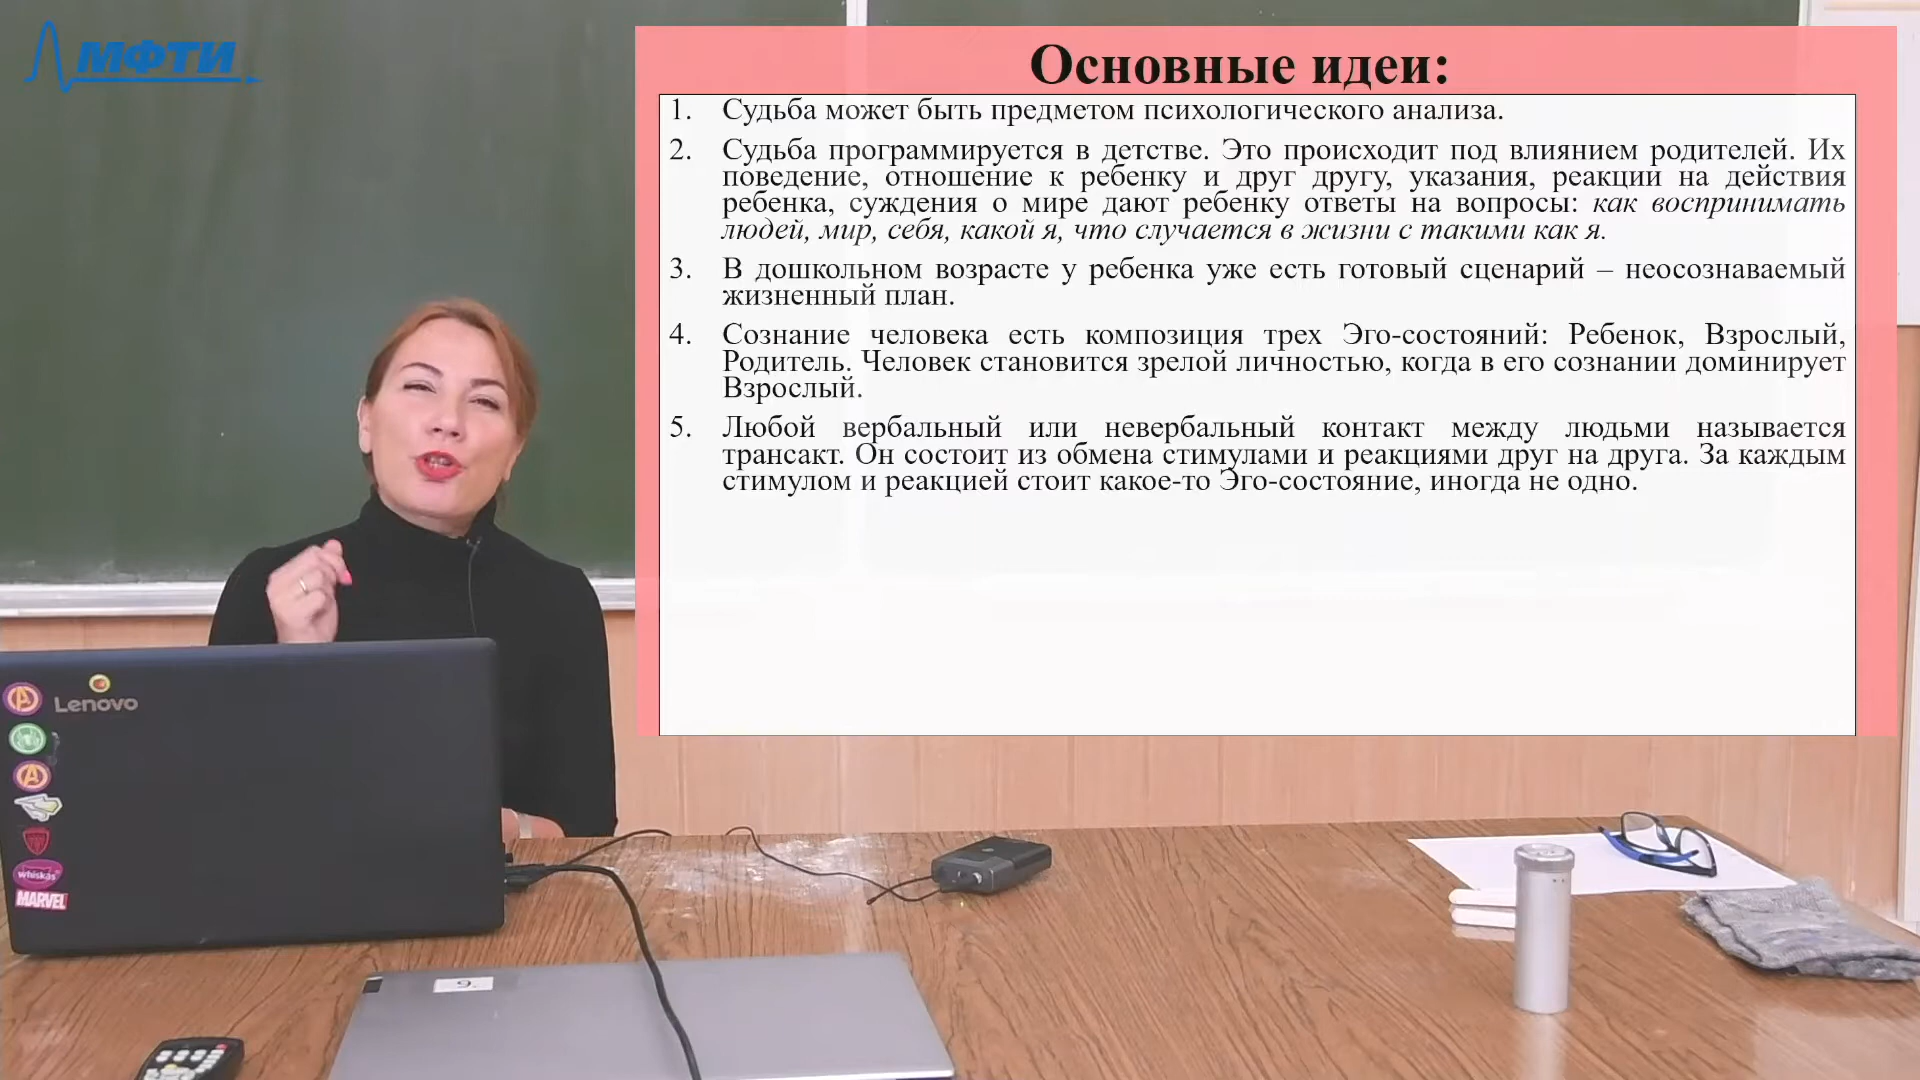 МФТИ
Основные идеи:
1. Судьба может быть предметом психологического анализа.
2. Судьба программируется в детстве. Это происходит под влиянием родителей. Их
поведение, отношение к ребенку и друг другу, указания, реакции на действия
ребенка, суждения о мире дают ребенку ответы на вопросы: как воспринимать
людей, мир, себя, какой я, что случается в жизни с такими как я.
3. В дошкольном возрасте у ребенка уже есть готовый сценарий – неосознаваемый
жизненный план.
4. Сознание человека есть композиция трех Эго-состояний: Ребенок, Взрослый,
Родитель. Человек становится зрелой личностью, когда в его сознании доминирует
Взрослый.
5. Любой вербальный или невербальный контакт между людьми называется
трансакт. Он состоит из обмена стимулами и реакциями друг на друга. За каждым
стимулом и реакцией стоит какое-то Эго-состояние, иногда не одно.
Lenovo
whiskas
MARVEL
9.